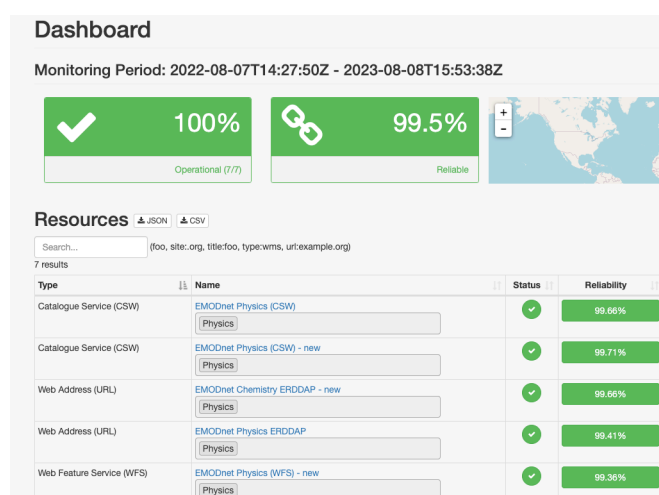 Dashboard
Monitoring Period: 2022-08-07T14:27:50Z - 2023-08-08T15:53:38Z
100%
Operational (7/7)
99.5%
Reliable
+
-
Resources JSON CSV
Search... (foo, site:.org, title:foo, type:wms, url:example.org)
7 results
Type Name Status Reliability
Catalogue Service (CSW) EMODnet Physics (CSW) 99.66%
Physics
Catalogue Service (CSW) EMODnet Physics (CSW) - new 99.71%
Physics
Web Address (URL) EMODnet Chemistry ERDDAP - new 99.66%
Physics
Web Address (URL) EMODnet Physics ERDDAP 99.41%
Physics
Web Feature Service (WFS) EMODnet Physics (WFS) - new 99.36%
Physics